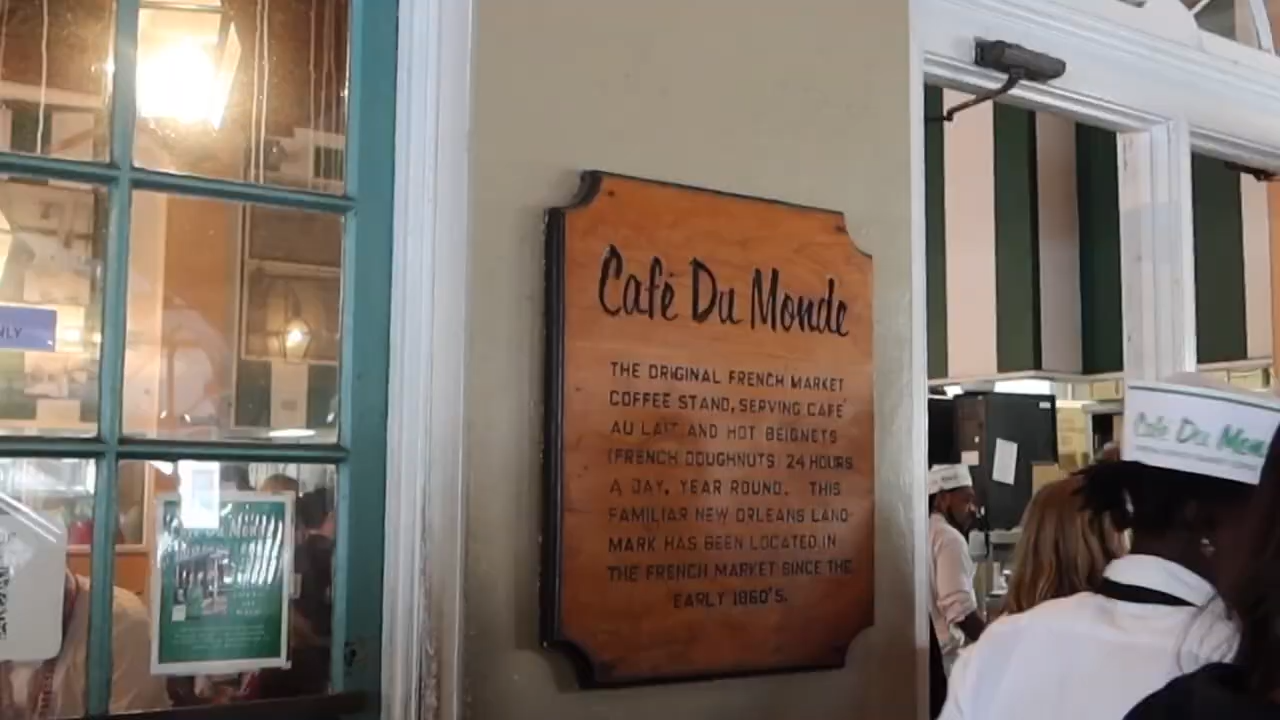 Café Du Monde
THE ORIGINAL FRENCH MARKET
COFFEE STAND, SERVING CAFÉ
AU LAIT AND HOT BEIGNETS
(FRENCH DOUGHNUTS) 24 HOURS
A DAY, YEAR ROUND. THIS
FAMILIAR NEW ORLEANS LAND-
MARK HAS BEEN LOCATED IN
THE FRENCH MARKET SINCE THE
EARLY 1860'S.
Café Du Mon
NLY